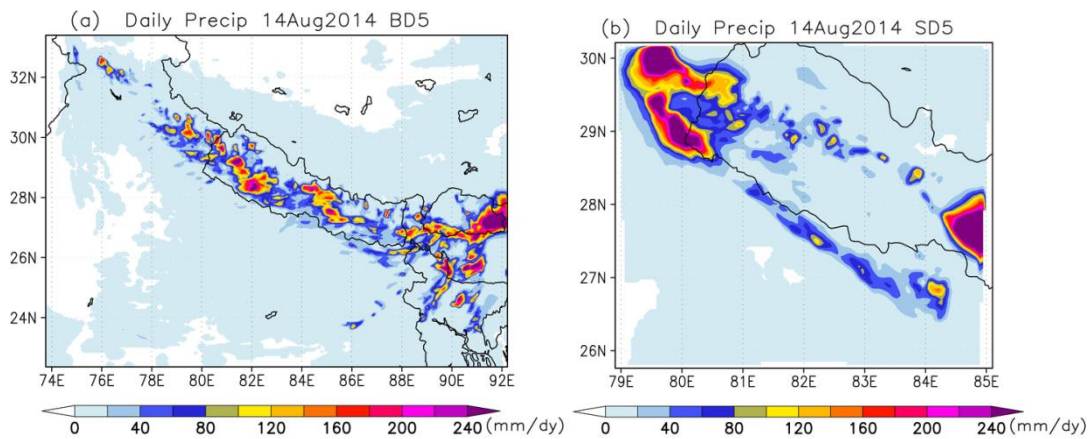 (a) Daily Precip 14Aug2014 BD5
32N
30N
28N
26N
24N
74E 76E 78E 80E 82E 84E 86E 88E 90E 92E
0 40 80 120 160 200 240 (mm/dy)
(b) Daily Precip 14Aug2014 SD5
30N
29N
28N
27N
26N
79E 80E 81E 82E 83E 84E 85E
0 40 80 120 160 200 240 (mm/dy)